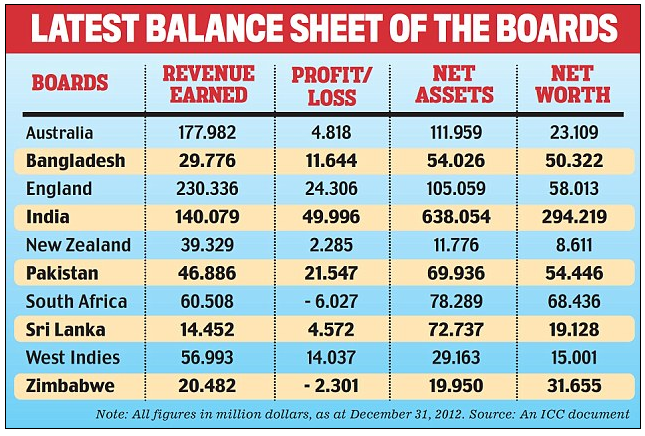 LATEST BALANCE SHEET OF THE BOARDS
BOARDS REVENUE EARNED PROFIT/ LOSS NET ASSETS NET WORTH
Australia 177.982 4.818 111.959 23.109
Bangladesh 29.776 11.644 54.026 50.322
England 230.336 24.306 105.059 58.013
India 140.079 49.996 638.054 294.219
New Zealand 39.329 2.285 11.776 8.611
Pakistan 46.886 21.547 69.936 54.446
South Africa 60.508 - 6.027 78.289 68.436
Sri Lanka 14.452 4.572 72.737 19.128
West Indies 56.993 14.037 29.163 15.001
Zimbabwe 20.482 - 2.301 19.950 31.655
Note: All figures in million dollars, as at December 31, 2012. Source: An ICC document